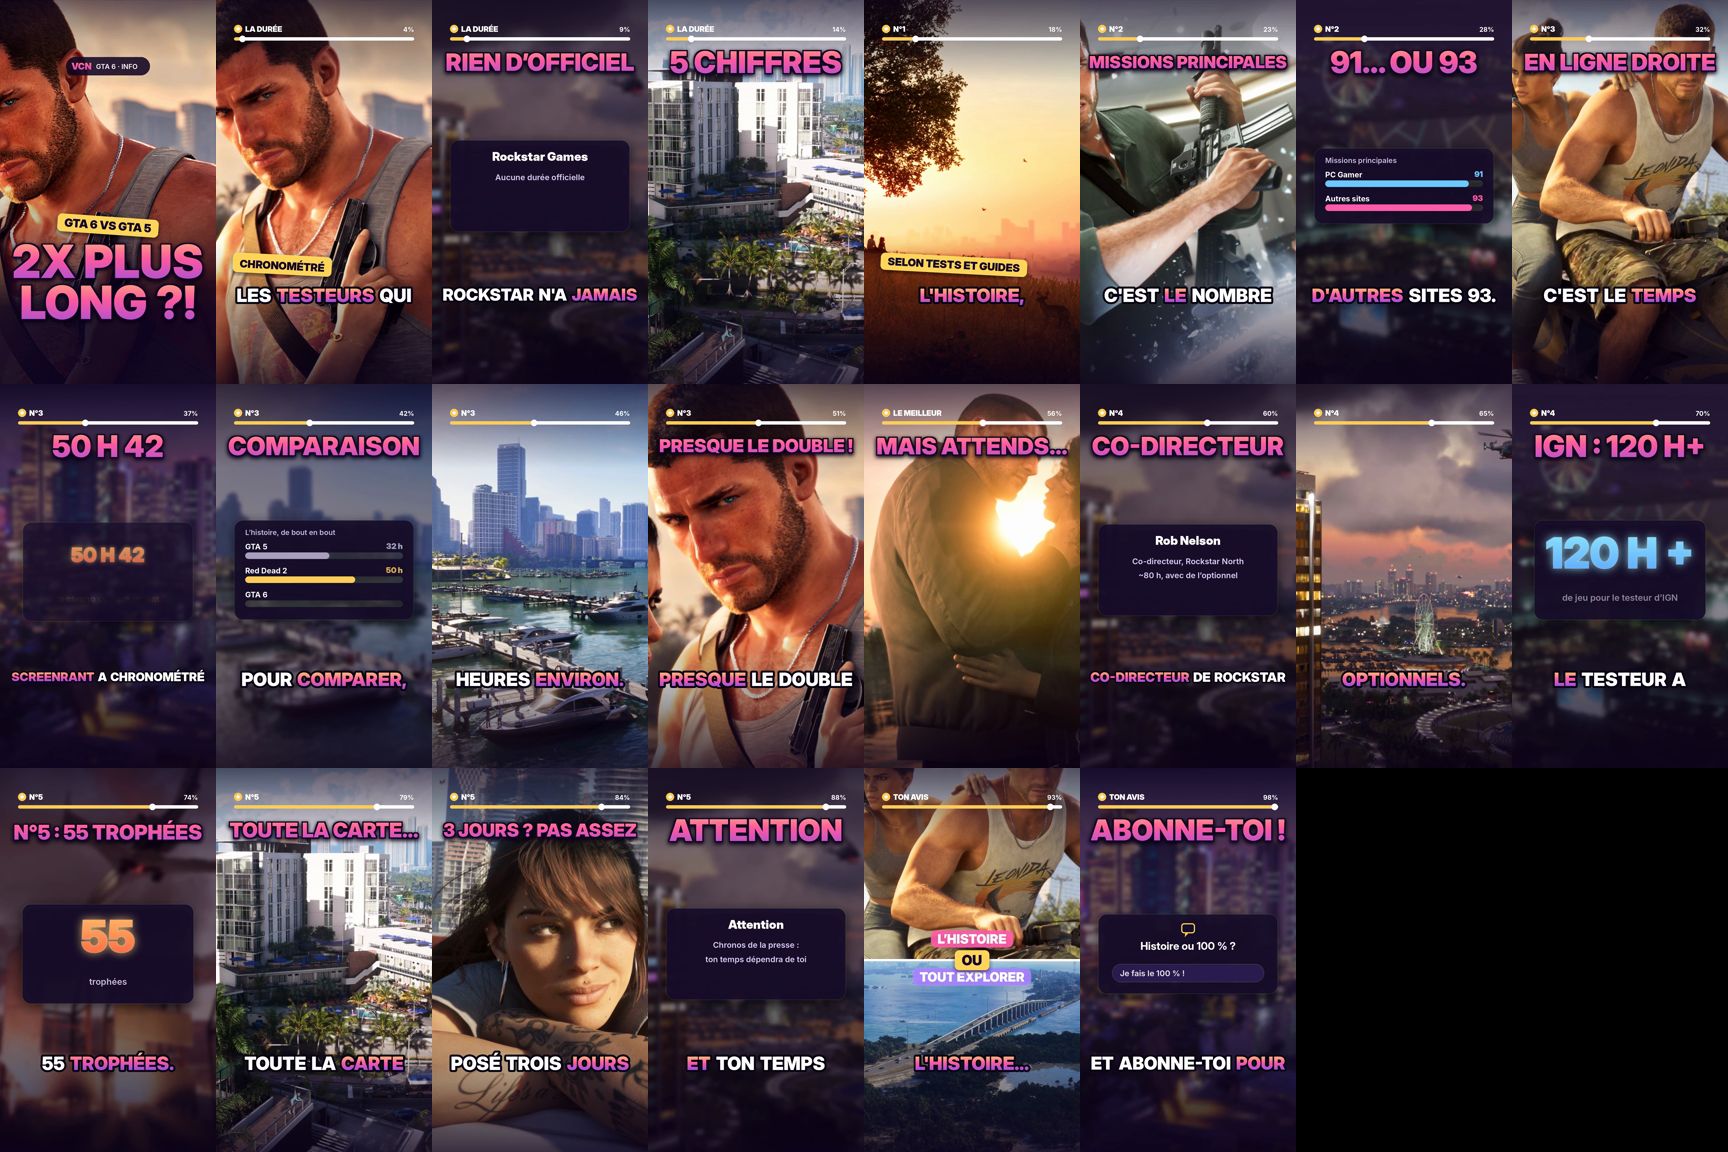 VCN GTA 6 · INFO
GTA 6 VS GTA 5
2X PLUS
LONG ?!
LA DURÉE 4%
CHRONOMÉTRÉ
LES TESTEURS QUI
LA DURÉE 9%
RIEN D'OFFICIEL
Rockstar Games
Aucune durée officielle
ROCKSTAR N'A JAMAIS
LA DURÉE 14%
5 CHIFFRES
N°1 18%
SELON TESTS ET GUIDES
L'HISTOIRE,
N°2 23%
MISSIONS PRINCIPALES
C'EST LE NOMBRE
N°2 28%
91... OU 93
Missions principales
PC Gamer 91
Autres sites 93
D'AUTRES SITES 93.
N°3 32%
EN LIGNE DROITE
LEONIDA
C'EST LE TEMPS
N°3 37%
50 H 42
50 H 42
SCREENRANT A CHRONOMÉTRÉ
N°3 42%
COMPARAISON
L'histoire, de bout en bout
GTA 5 32 h
Red Dead 2 50 h
GTA 6
POUR COMPARER,
N°3 46%
HEURES ENVIRON.
N°3 51%
PRESQUE LE DOUBLE !
PRESQUE LE DOUBLE
LE MEILLEUR 56%
MAIS ATTENDS...
N°4 60%
CO-DIRECTEUR
Rob Nelson
Co-directeur, Rockstar North
~80 h, avec de l'optionnel
CO-DIRECTEUR DE ROCKSTAR
N°4 65%
OPTIONNELS.
N°4 70%
IGN : 120 H+
120 H +
de jeu pour le testeur d'IGN
LE TESTEUR A
N°5 74%
N°5 : 55 TROPHÉES
55
trophées
55 TROPHÉES.
N°5 79%
TOUTE LA CARTE...
TOUTE LA CARTE
N°5 84%
3 JOURS ? PAS ASSEZ
POSÉ TROIS JOURS
N°5 88%
ATTENTION
Attention
Chronos de la presse :
ton temps dépendra de toi
ET TON TEMPS
TON AVIS 93%
LEONIDA
L'HISTOIRE
OU
TOUT EXPLORER
L'HISTOIRE...
TON AVIS 98%
ABONNE-TOI !
Histoire ou 100 % ?
Je fais le 100 % !
ET ABONNE-TOI POUR